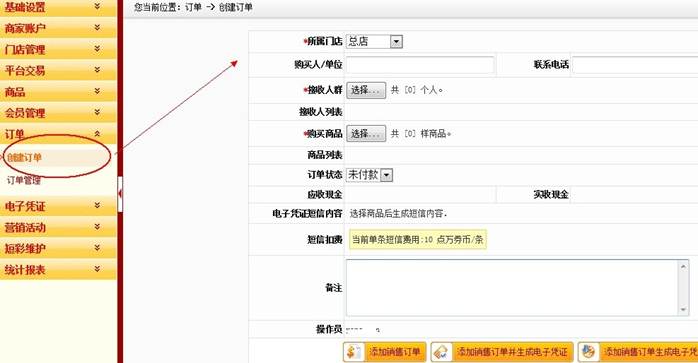 基础设置
商家账户
门店管理
平台交易
商品
会员管理
订单
创建订单
订单管理
电子凭证
营销活动
短彩维护
统计报表
您当前位置: 订单 -> 创建订单
*所属门店 总店
购买人/单位 联系电话
*接收人群 选择... 共 [0] 个人。
接收人列表
*购买商品 选择... 共 [0] 样商品。
商品列表
订单状态 未付款
应收现金 实收现金
电子凭证短信内容 选择商品后生成短信内容.
短信扣费 当前单条短信费用:10 点万券币/条
备注
操作员
添加销售订单 添加销售订单并生成电子凭证 添加销售订单生成电子凭